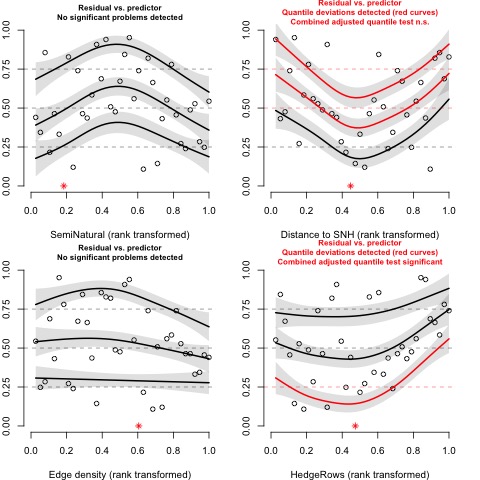 Residual vs. predictor
No significant problems detected
0.00 0.25 0.50 0.75 1.00
0.0 0.2 0.4 0.6 0.8 1.0
SemiNatural (rank transformed)
Residual vs. predictor
Quantile deviations detected (red curves)
Combined adjusted quantile test n.s.
0.00 0.25 0.50 0.75 1.00
0.0 0.2 0.4 0.6 0.8 1.0
Distance to SNH (rank transformed)
Residual vs. predictor
No significant problems detected
0.00 0.25 0.50 0.75 1.00
0.0 0.2 0.4 0.6 0.8 1.0
Edge density (rank transformed)
Residual vs. predictor
Quantile deviations detected (red curves)
Combined adjusted quantile test significant
0.00 0.25 0.50 0.75 1.00
0.0 0.2 0.4 0.6 0.8 1.0
HedgeRows (rank transformed)